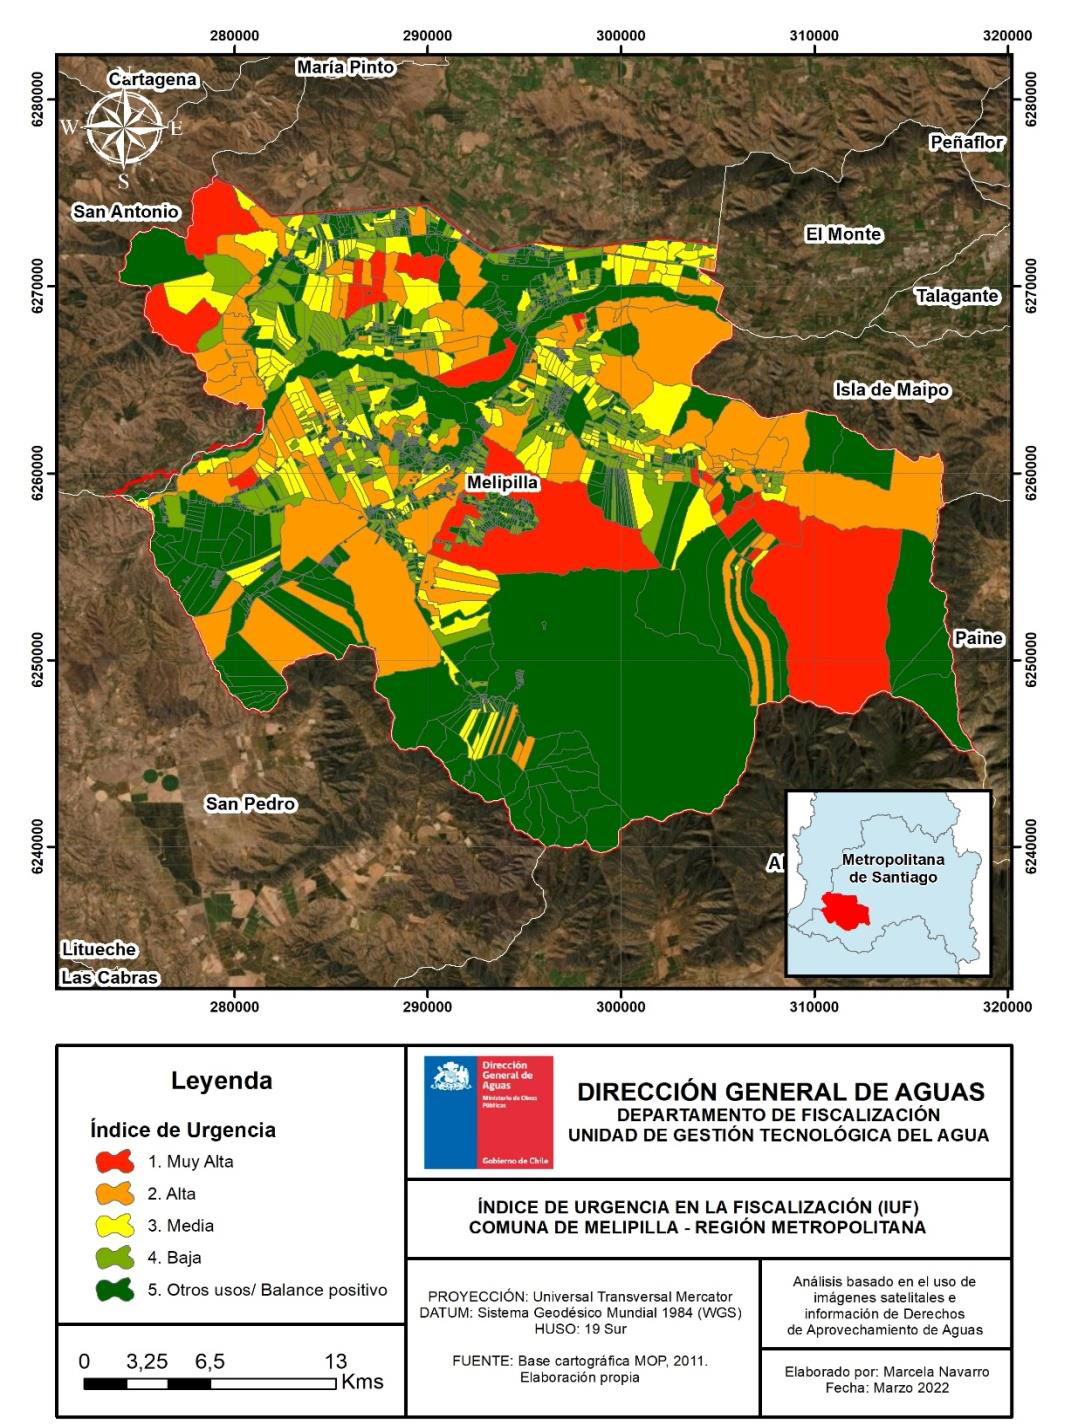 280000
290000
300000
310000
320000
María Pinto
Cartagena
6280000
6280000
N
W
E
S
Peñaflor
San Antonio
El Monte
6270000
6270000
Talagante
Isla de Maipo
6260000
6260000
Melipilla
6250000
6250000
Paine
San Pedro
6240000
6240000
Al
Metropolitana
de Santiago
Litueche
Las Cabras
280000
290000
300000
310000
320000
Leyenda
Índice de Urgencia
1. Muy Alta
2. Alta
3. Media
4. Baja
5. Otros usos/ Balance positivo
0 3,25 6,5 13
Kms
Dirección
General de
Aguas
Ministerio de Obras
Públicas
Gobierno de Chile
DIRECCIÓN GENERAL DE AGUAS
DEPARTAMENTO DE FISCALIZACIÓN
UNIDAD DE GESTIÓN TECNOLÓGICA DEL AGUA
ÍNDICE DE URGENCIA EN LA FISCALIZACIÓN (IUF)
COMUNA DE MELIPILLA - REGIÓN METROPOLITANA
PROYECCIÓN: Universal Transversal Mercator
DATUM: Sistema Geodésico Mundial 1984 (WGS)
HUSO: 19 Sur
FUENTE: Base cartográfica MOP, 2011.
Elaboración propia
Análisis basado en el uso de
imágenes satelitales e
información de Derechos
de Aprovechamiento de Aguas
Elaborado por: Marcela Navarro
Fecha: Marzo 2022